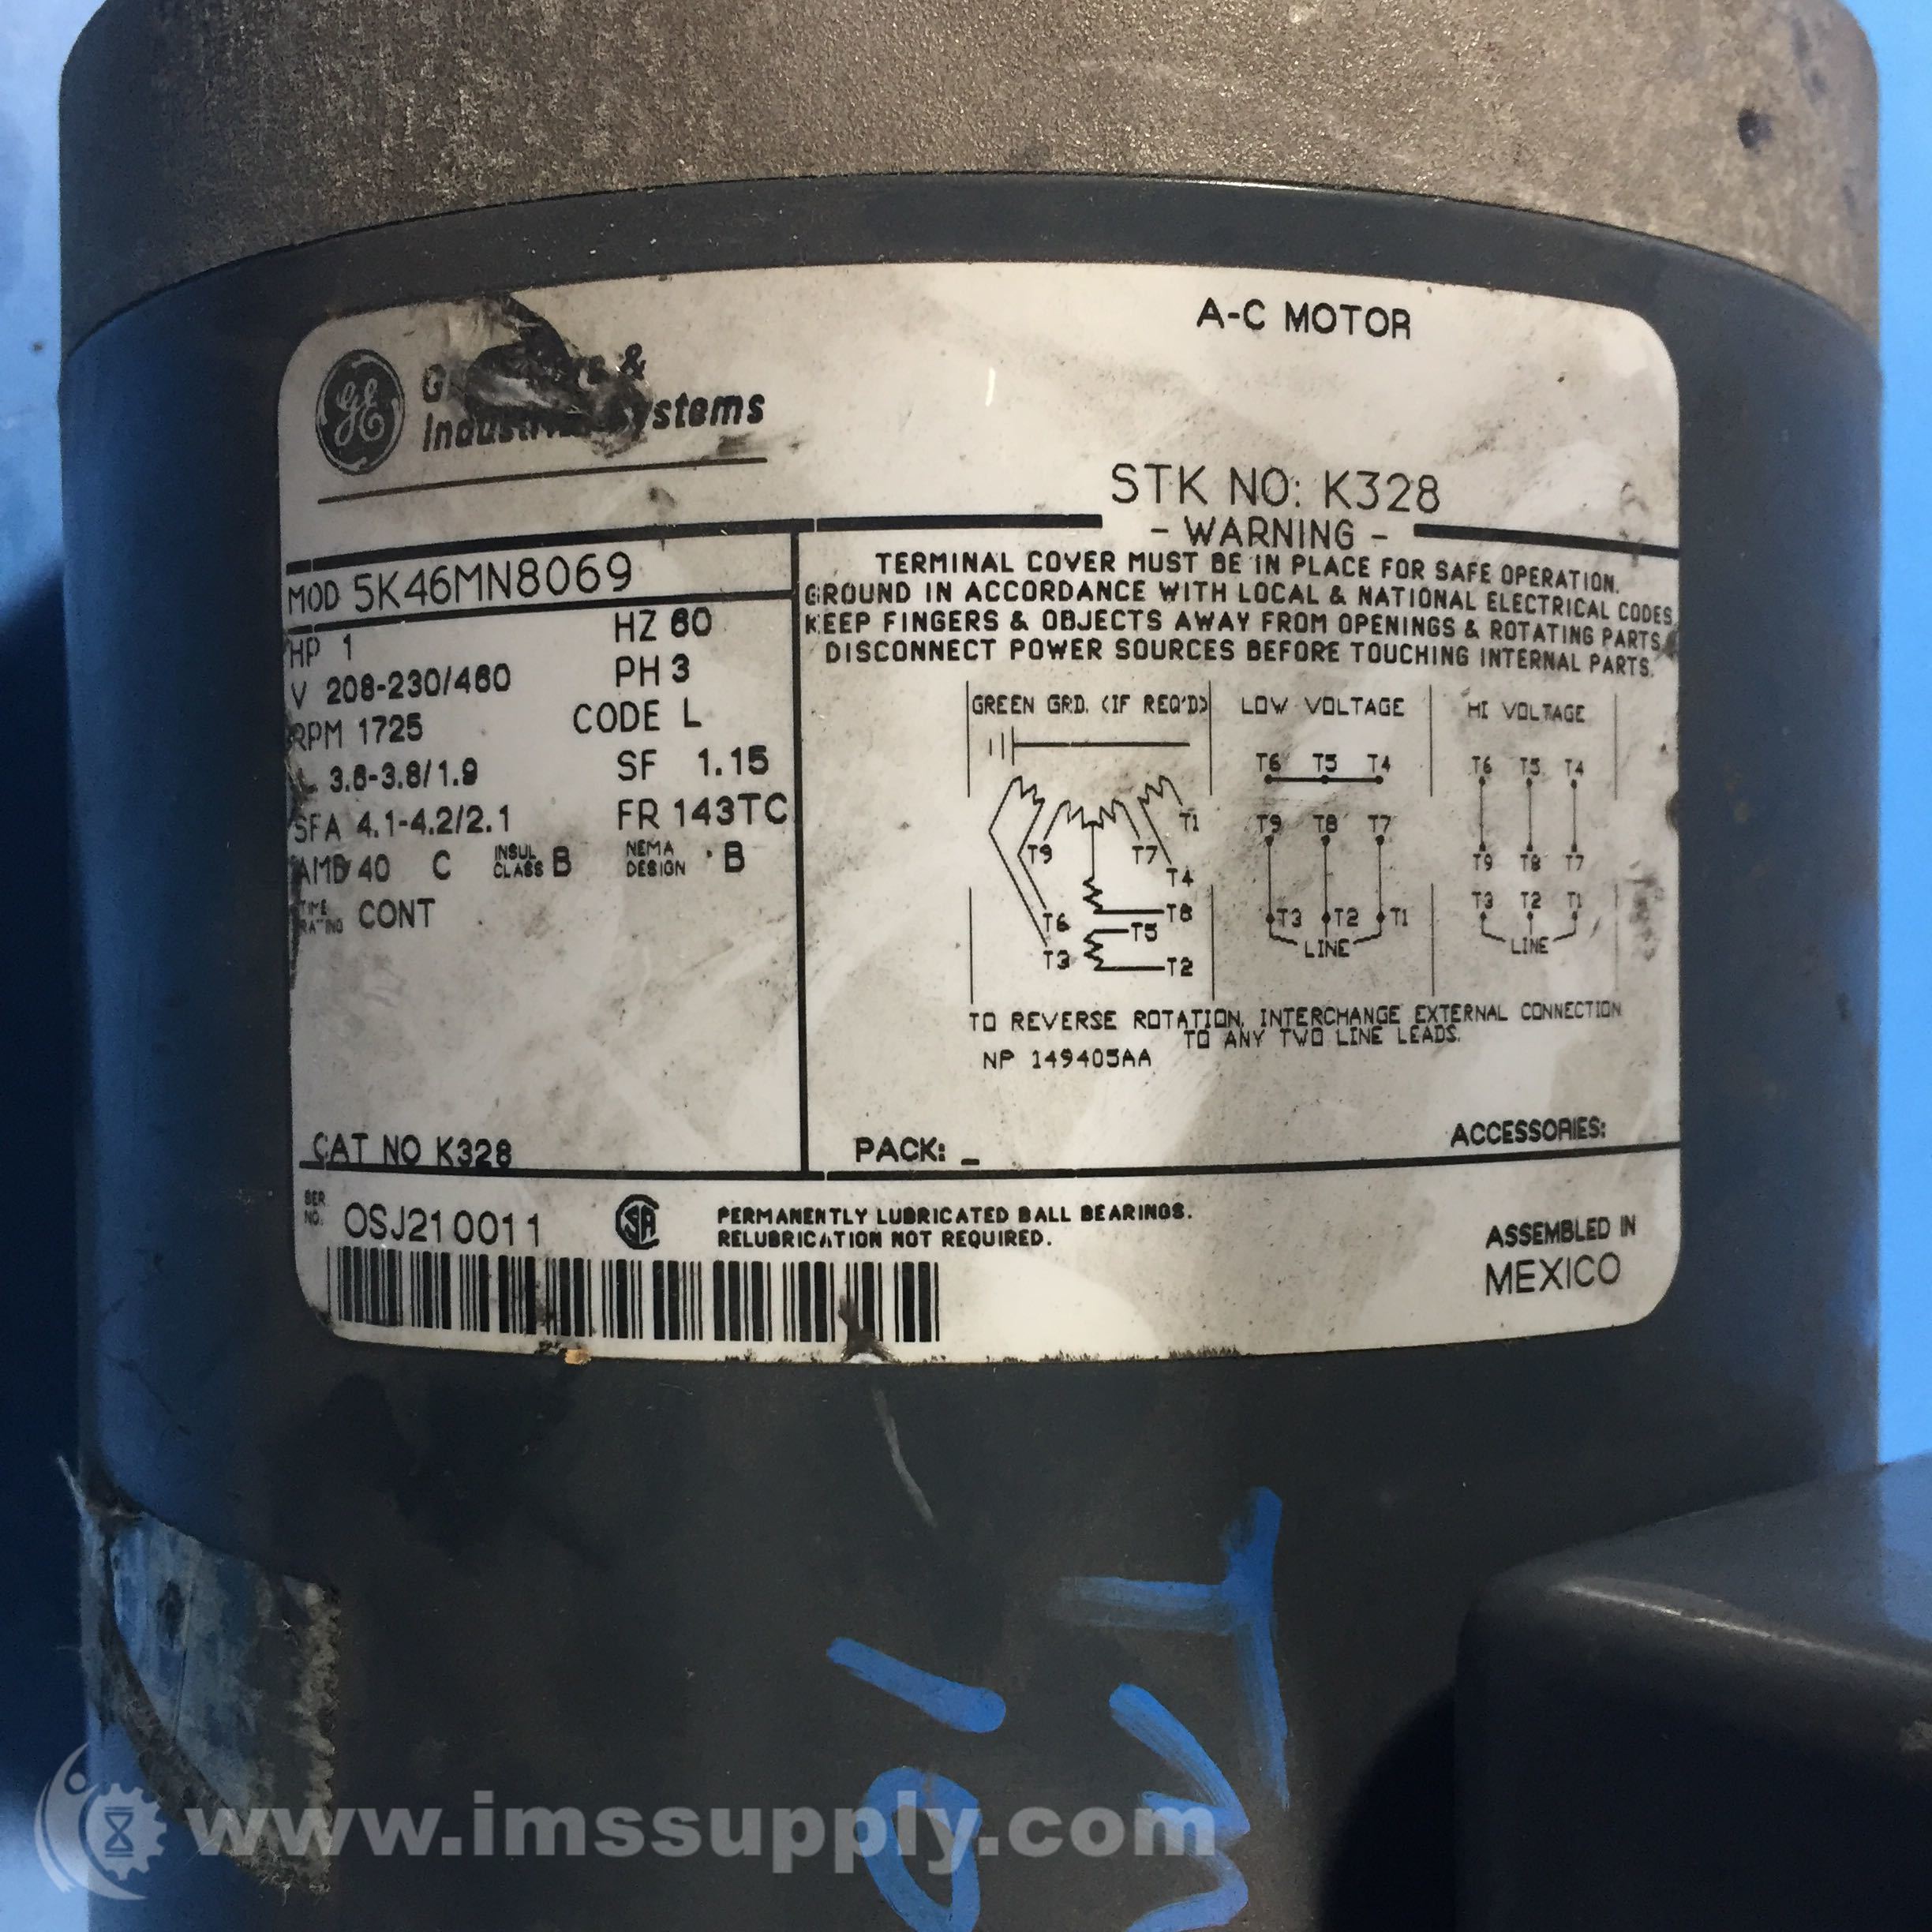 A-C MOTOR
GE
&
Industrial Systems
STK NO: K328
- WARNING -
TERMINAL COVER MUST BE IN PLACE FOR SAFE OPERATION.
GROUND IN ACCORDANCE WITH LOCAL & NATIONAL ELECTRICAL CODES
KEEP FINGERS & OBJECTS AWAY FROM OPENINGS & ROTATING PARTS
DISCONNECT POWER SOURCES BEFORE TOUCHING INTERNAL PARTS.
MOD 5K46MN8069
HP 1 HZ 60
V 208-230/460 PH 3
RPM 1725 CODE L
3.6-3.8/1.9 SF 1.15
SFA 4.1-4.2/2.1 FR 143TC
AMB 40 C INSUL CLASS B NEMA DESIGN B
TIME RATING CONT
CAT NO K328
GREEN GRD. (IF REQ'D)
T1
T9 T7
T4
T8
T6 T5
T3 T2
LOW VOLTAGE
T6 T5 T4
T9 T8 T7
T3 T2 T1
LINE
HI VOLTAGE
T6 T5 T4
T9 T8 T7
T3 T2 T1
LINE
TO REVERSE ROTATION, INTERCHANGE EXTERNAL CONNECTION
TO ANY TWO LINE LEADS.
NP 149405AA
PACK: _
ACCESSORIES:
SER. NO. OSJ210011
CSA
PERMANENTLY LUBRICATED BALL BEARINGS.
RELUBRICATION NOT REQUIRED.
ASSEMBLED IN
MEXICO
www.imssupply.com